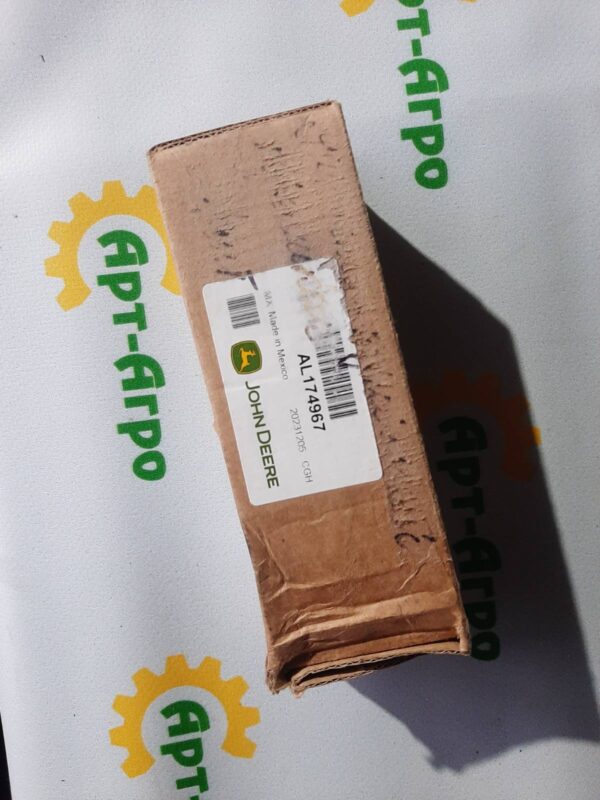 АРТ-АГРО
АРТ-АГРО
АРТ-АГРО
АРТ-АГРО
MX Made in Mexico
AL174967
20231205 CGH
JOHN DEERE